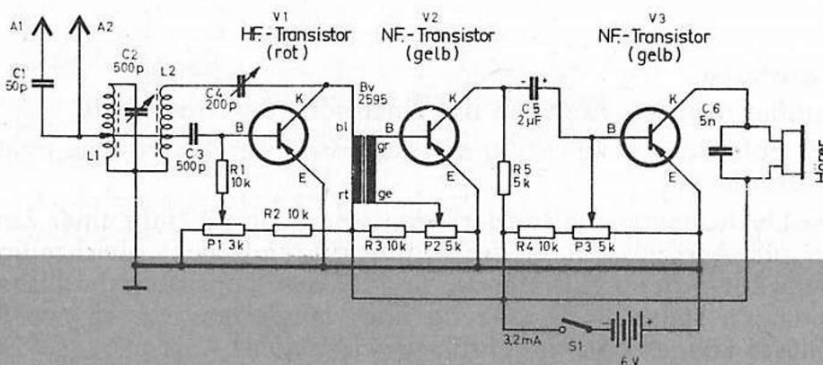 V1
HF.-Transistor
(rot)
V2
NF.-Transistor
(gelb)
V3
NF.-Transistor
(gelb)
A1
A2
C1
50p
C2
500p
L1
L2
C4
200p
C3
500p
B
K
E
R1
10k
P1 3k
R2 10k
Bv
2595
bl
rt
gr
ge
B
K
E
R3 10k
P2 5k
C5
2µF
- +
R5
5k
R4 10k
P3 5k
B
K
E
C6
5n
Hörer
3,2mA
S1
- +
6V